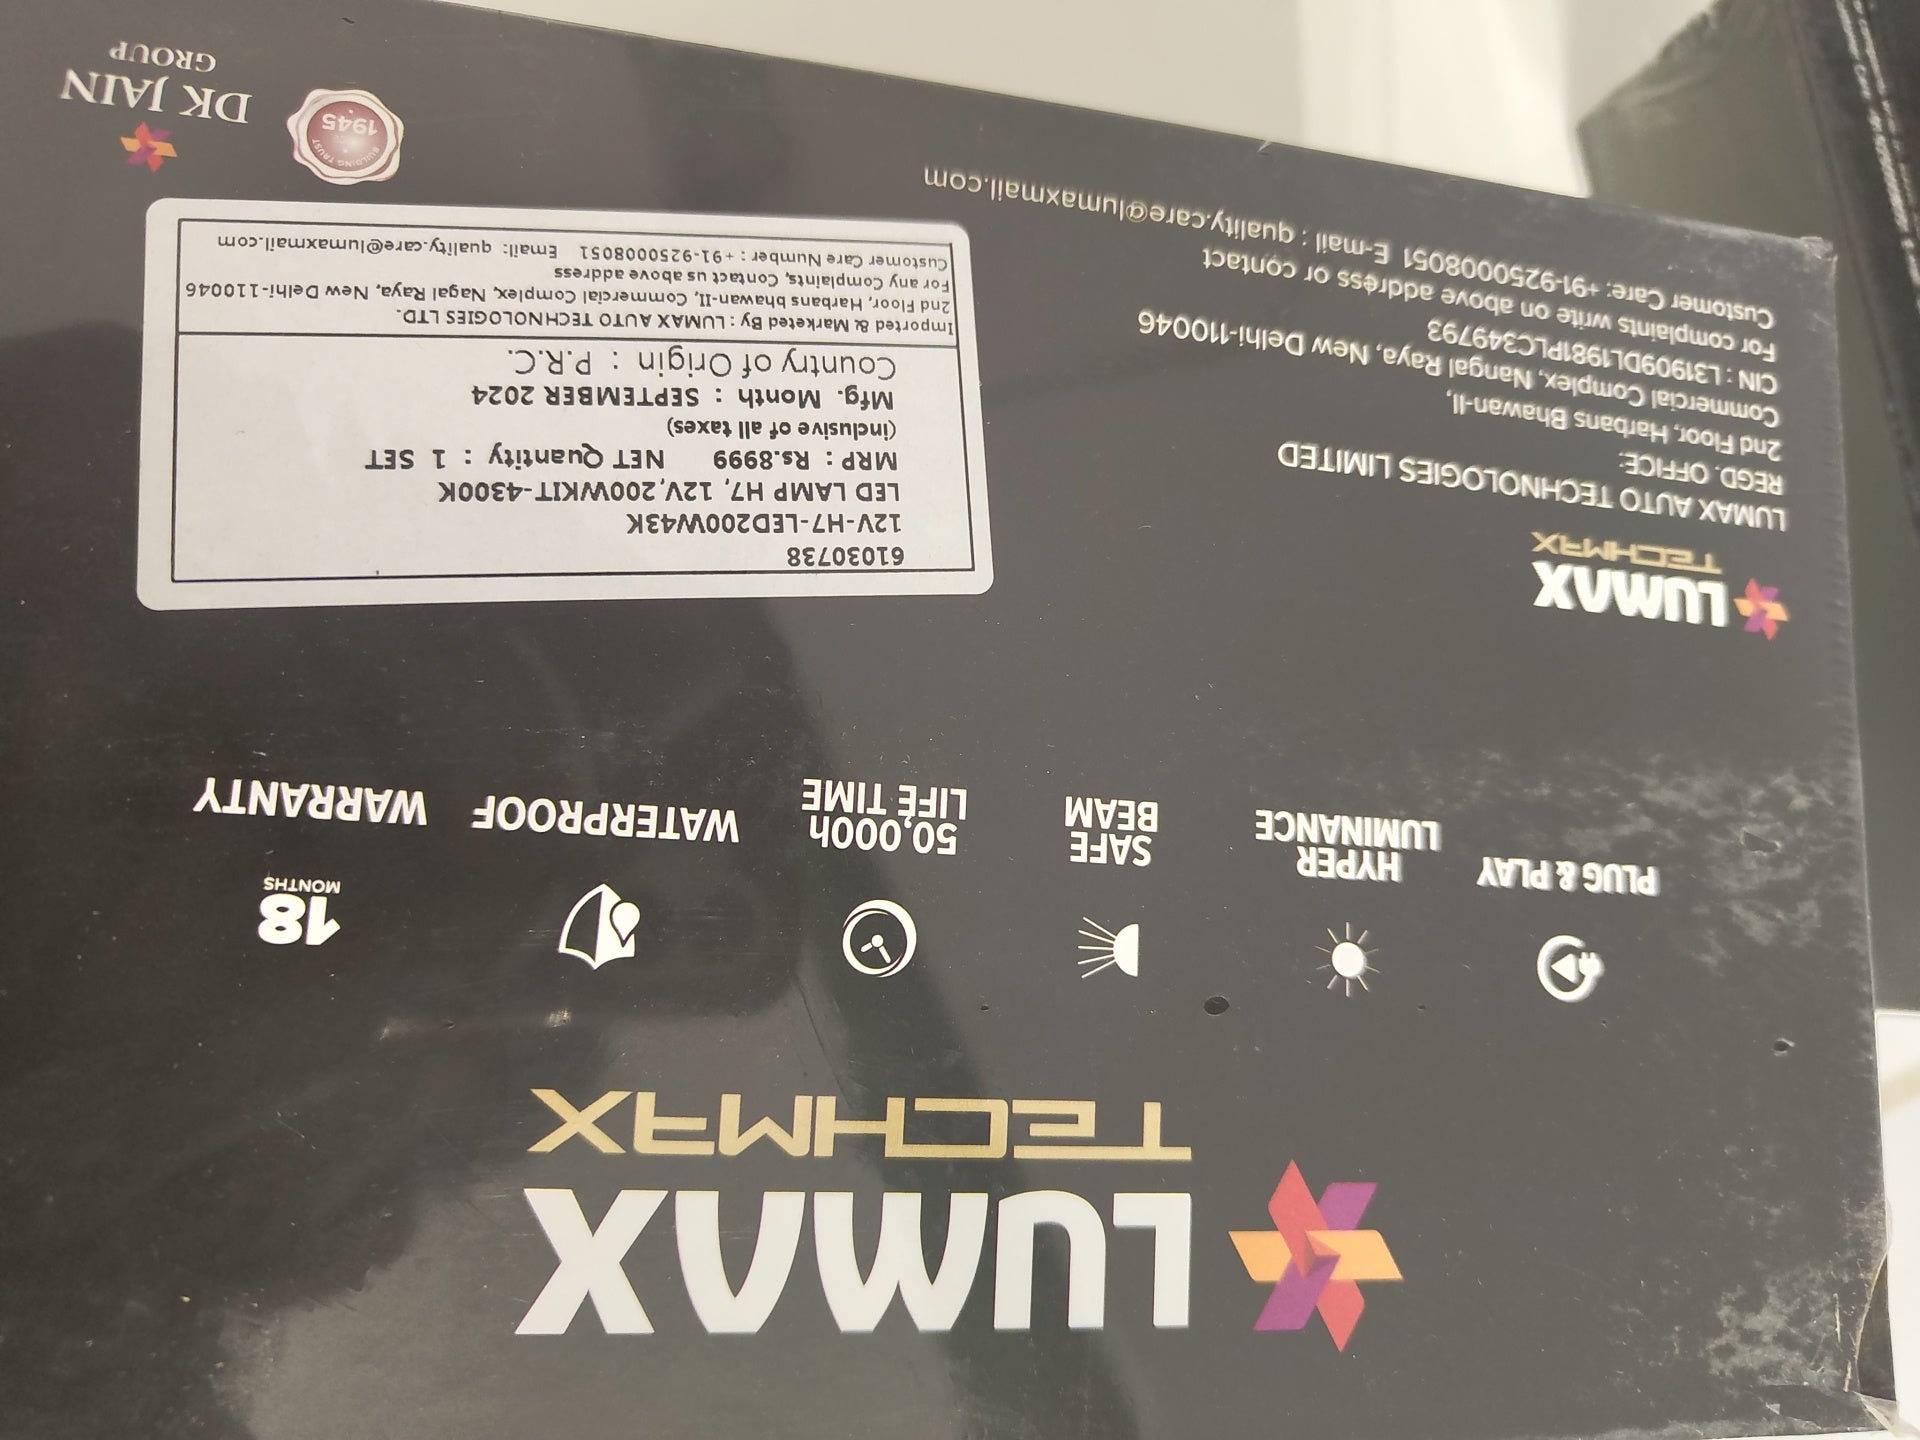 LUMAX
TECHMAX
PLUG & PLAY
HYPER
LUMINANCE
SAFE
BEAM
50,000h
LIFE TIME
WATERPROOF
18
MONTHS
WARRANTY
LUMAX
TECHMAX
LUMAX AUTO TECHNOLOGIES LIMITED
REGD. OFFICE:
2nd Floor, Harbans Bhawan-II,
Commercial Complex, Nangal Raya, New Delhi-110046
CIN : L31909DL1981PLC349793
For complaints write on above address or contact
Customer Care: +91-9250008051 E-mail : quality.care@lumaxmail.com
61030738
12V-H7-LED200W43K
LED LAMP H7, 12V,200WKIT-4300K
MRP : Rs.8999 NET Quantity : 1 SET
(inclusive of all taxes)
Mfg. Month : SEPTEMBER 2024
Country of Origin : P.R.C.
Imported & Marketed By : LUMAX AUTO TECHNOLOGIES LTD.
2nd Floor, Harbans bhawan-II, Commercial Complex, Nagal Raya, New Delhi-110046
For any Complaints, Contact us above address
Customer Care Number : +91-9250008051 Email: quality.care@lumaxmail.com
BUILDING TRUST
1945
DK JAIN
GROUP